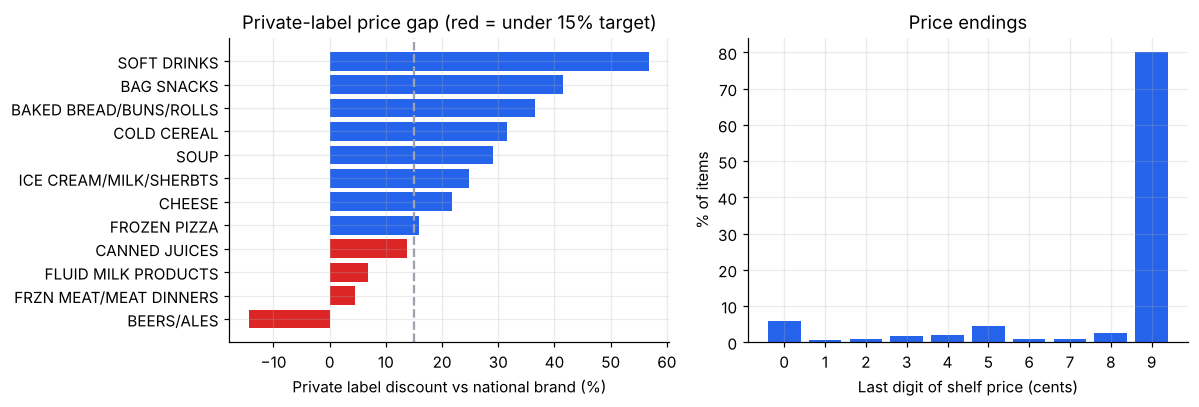 Private-label price gap (red = under 15% target)
SOFT DRINKS
BAG SNACKS
BAKED BREAD/BUNS/ROLLS
COLD CEREAL
SOUP
ICE CREAM/MILK/SHERBTS
CHEESE
FROZEN PIZZA
CANNED JUICES
FLUID MILK PRODUCTS
FRZN MEAT/MEAT DINNERS
BEERS/ALES
−10 0 10 20 30 40 50 60
Private label discount vs national brand (%)
Price endings
% of items
80
70
60
50
40
30
20
10
0
0 1 2 3 4 5 6 7 8 9
Last digit of shelf price (cents)